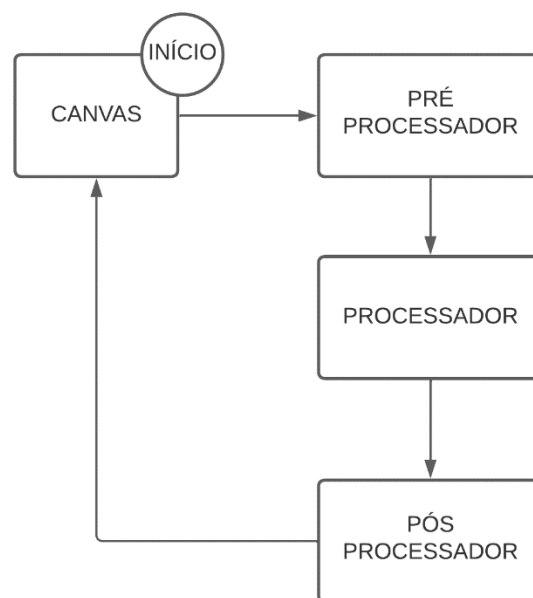 INÍCIO
CANVAS
PRÉ
PROCESSADOR
PROCESSADOR
PÓS
PROCESSADOR